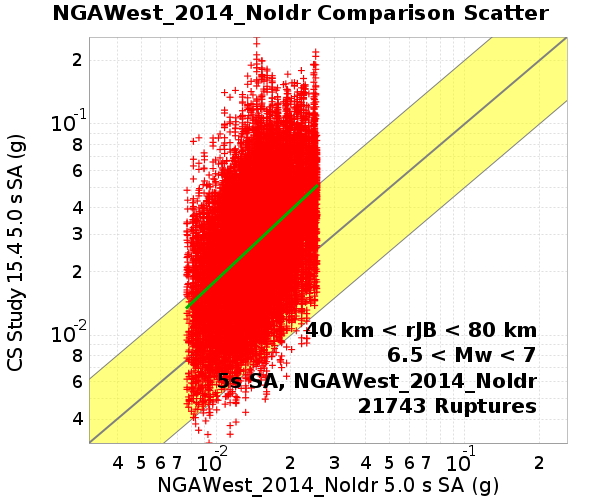 NGAWest_2014_NoIdr Comparison Scatter
CS Study 15.4 5.0 s SA (g)
2
10-1
8
6
4
3
2
10-2
8
6
4
40 km < rJB < 80 km
6.5 < Mw < 7
5s SA, NGAWest_2014_NoIdr
21743 Ruptures
4 5 6 7 10-2 2 3 4 5 6 7 10-1 2
NGAWest_2014_NoIdr 5.0 s SA (g)